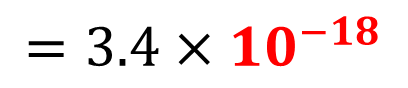 = 3.4 × 10⁻¹⁸